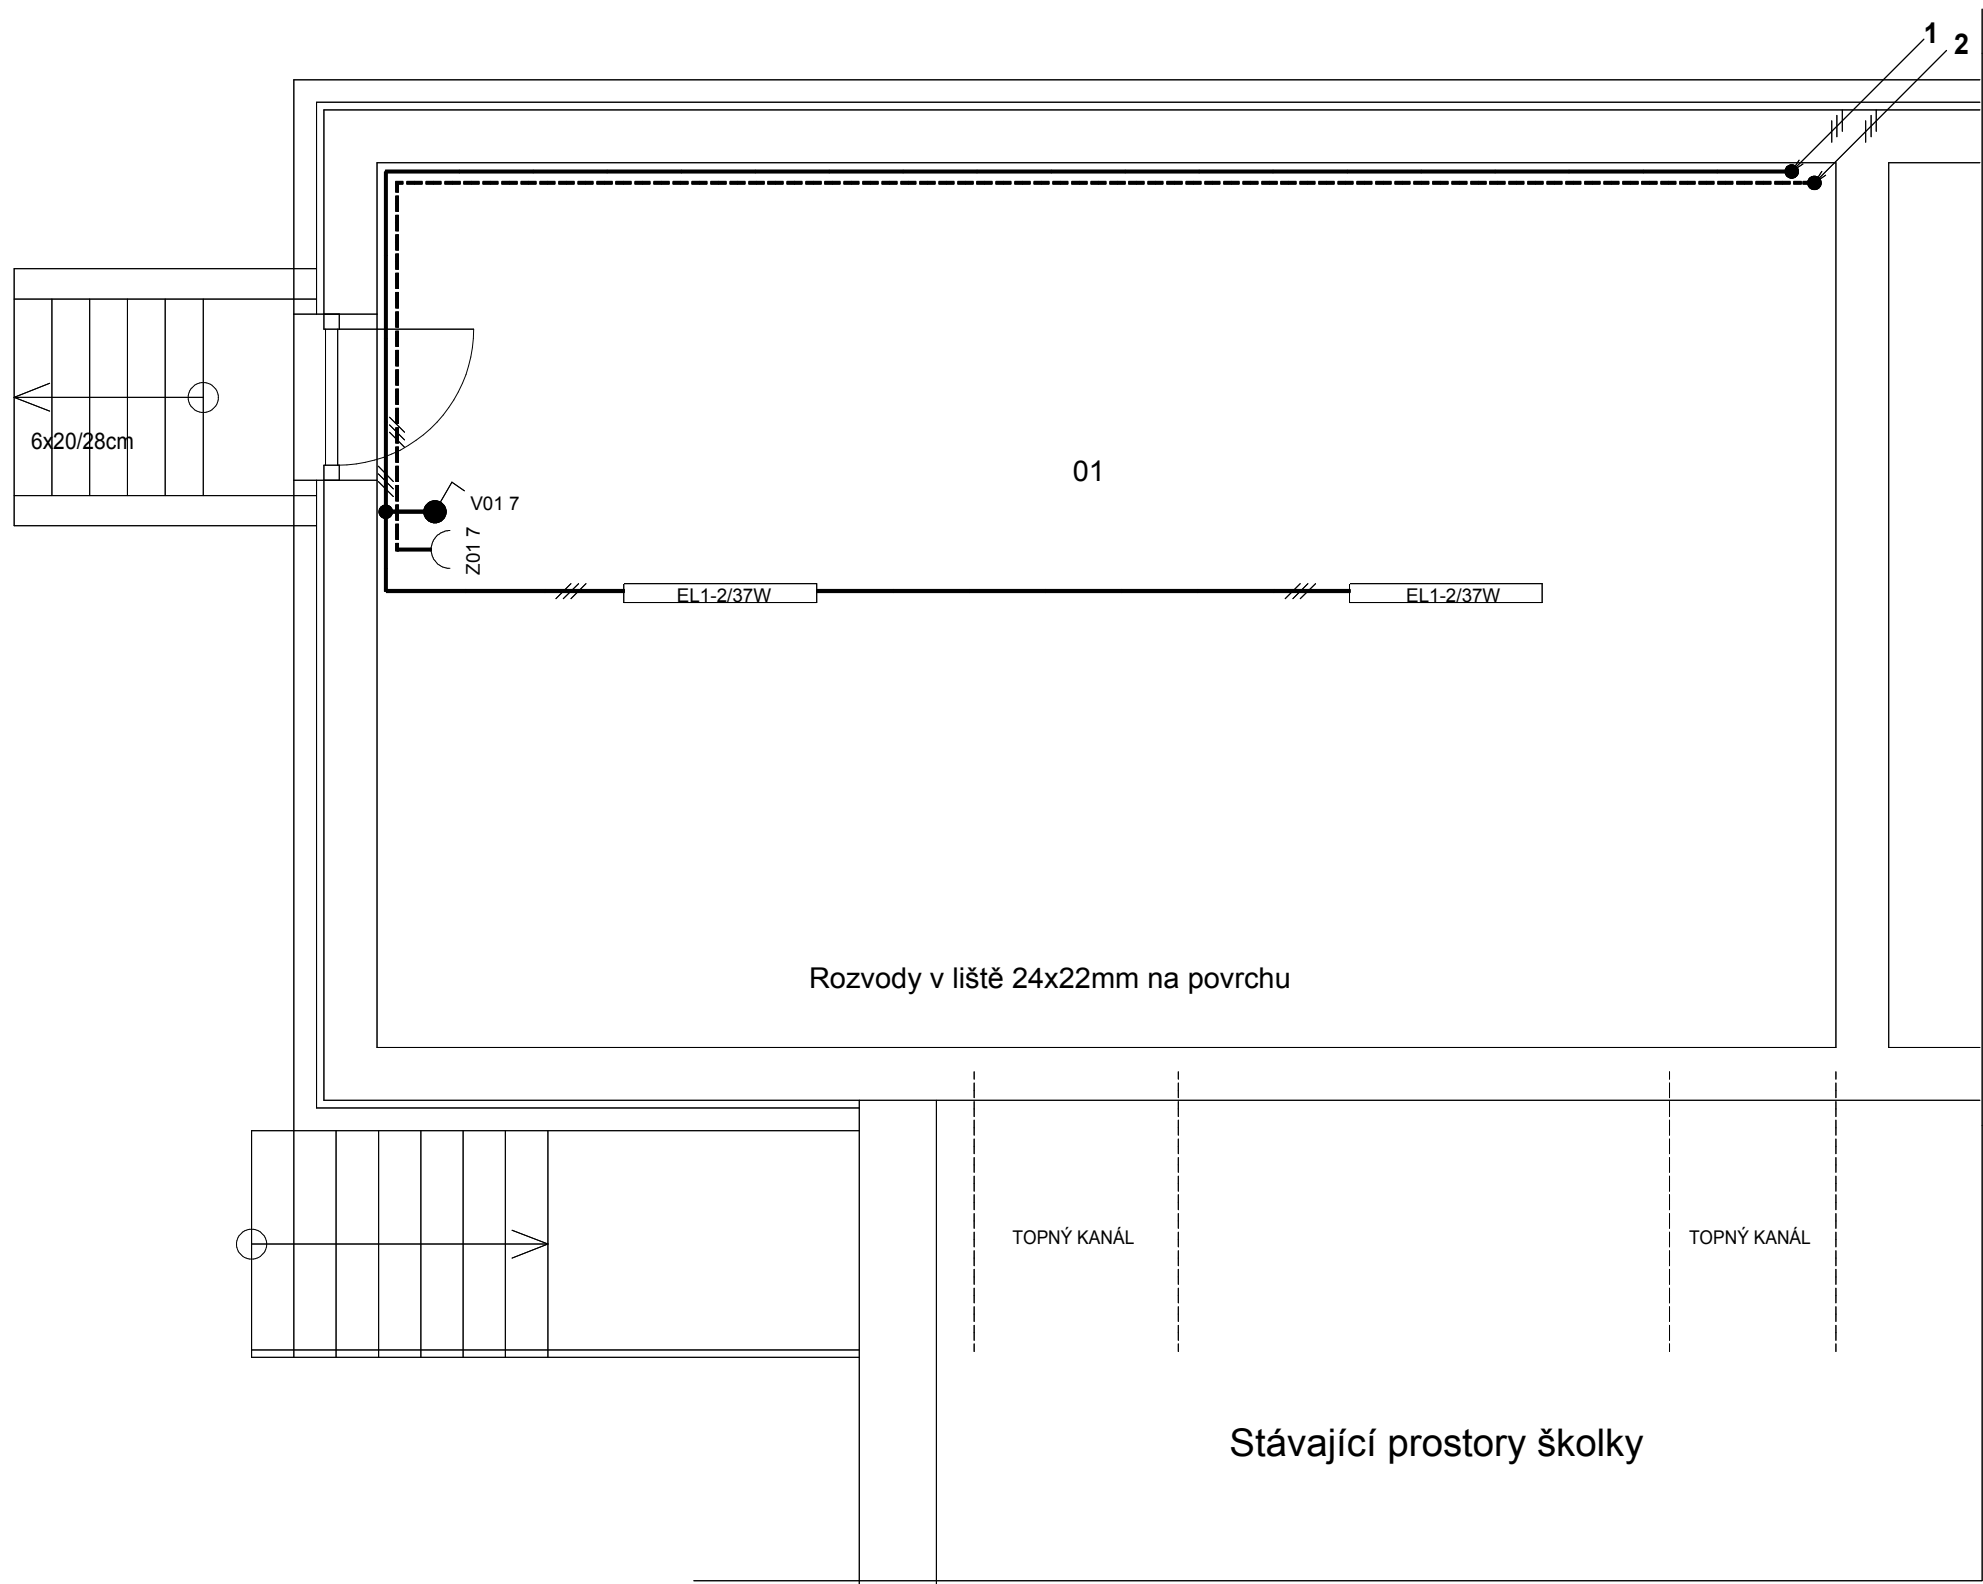 1
2
6x20/28cm
01
V01 7
Z01 7
EL1-2/37W
EL1-2/37W
Rozvody v liště 24x22mm na povrchu
TOPNÝ KANÁL
TOPNÝ KANÁL
Stávající prostory školky